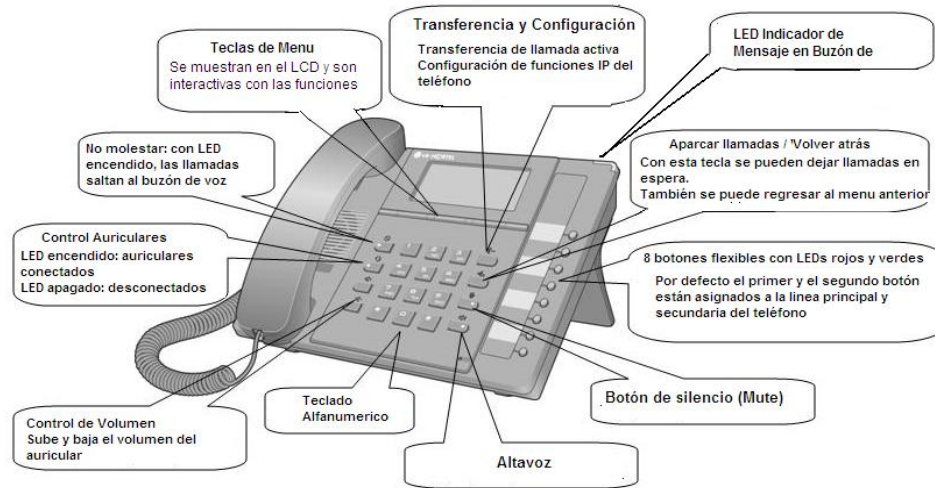 Teclas de Menu
Se muestran en el LCD y son
interactivas con las funciones
Transferencia y Configuración
Transferencia de llamada activa
Configuración de funciones IP del
teléfono
LED Indicador de
Mensaje en Buzón de
No molestar: con LED
encendido, las llamadas
saltan al buzón de voz
Aparcar llamadas / 'Volver atrás
Con esta tecla se pueden dejar llamadas en
espera.
También se puede regresar al menu anterior
Control Auriculares
LED encendido: auriculares
conectados
LED apagado: desconectados
8 botones flexibles con LEDs rojos y verdes
Por defecto el primer y el segundo botón
están asignados a la linea principal y
secundaria del teléfono
Control de Volumen
Sube y baja el volumen del
auricular
Teclado
Alfanumerico
Altavoz
Botón de silencio (Mute)